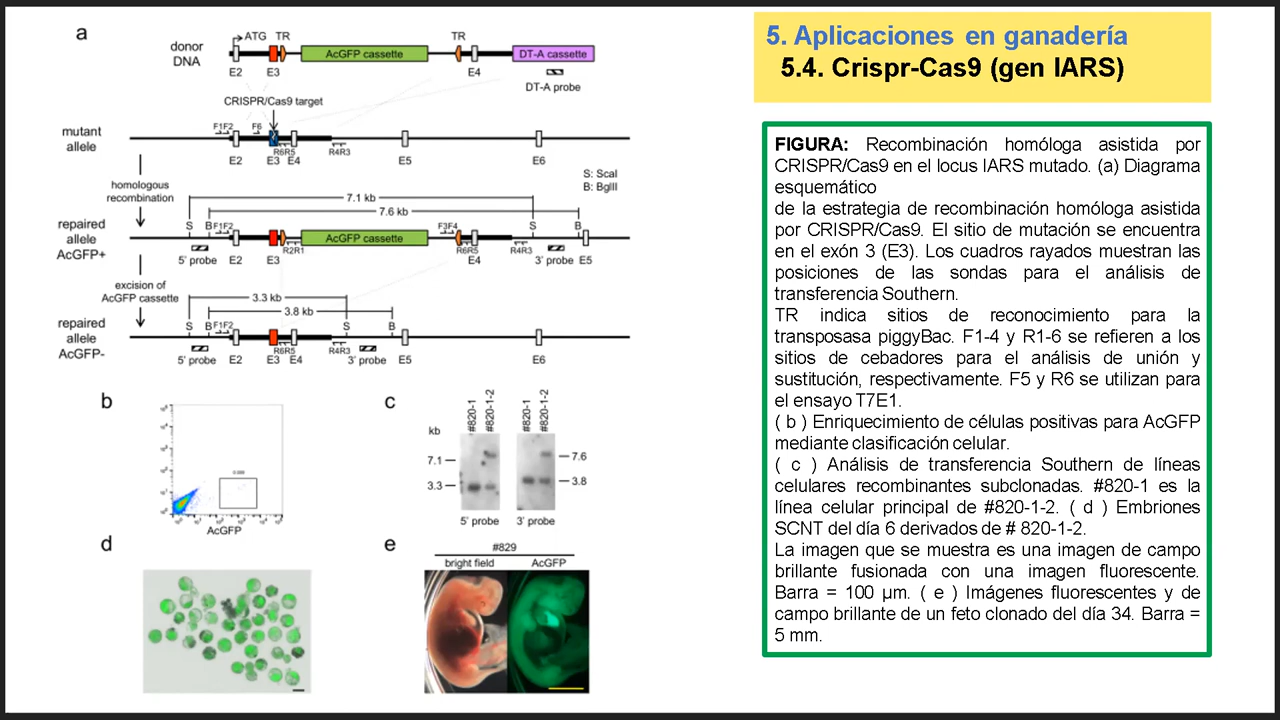 a
donor
DNA
ATG
TR
AcGFP cassette
TR
DT-A cassette
E2
E3
E4
DT-A probe
CRISPR/Cas9 target
mutant
allele
F1F2
F6
R6R5
R4R3
E2
E3
E4
E5
E6
homologous
recombination
S: ScaI
B: BglII
7.1 kb
7.6 kb
repaired
allele
AcGFP+
S
B
F1F2
AcGFP cassette
F3F4
S
B
5' probe
E2
E3
R2R1
R6R5
E4
R4R3
3' probe
E5
excision of
AcGFP cassette
3.3 kb
3.8 kb
repaired
allele
AcGFP-
S
B
F1F2
S
B
5' probe
E2
E3
R6R5
E4
R4R3
3' probe
E5
E6
b
AcGFP
c
kb
#820-1
#820-1-2
#820-1
#820-1-2
7.1
3.3
7.6
3.8
5' probe
3' probe
d
e
#829
bright field
AcGFP
5. Aplicaciones en ganadería
5.4. Crispr-Cas9 (gen IARS)
FIGURA: Recombinación homóloga asistida por
CRISPR/Cas9 en el locus IARS mutado. (a) Diagrama
esquemático
de la estrategia de recombinación homóloga asistida
por CRISPR/Cas9. El sitio de mutación se encuentra
en el exón 3 (E3). Los cuadros rayados muestran las
posiciones de las sondas para el análisis de
transferencia Southern.
TR indica sitios de reconocimiento para la
transposasa piggyBac. F1-4 y R1-6 se refieren a los
sitios de cebadores para el análisis de unión y
sustitución, respectivamente. F5 y R6 se utilizan para
el ensayo T7E1.
( b ) Enriquecimiento de células positivas para AcGFP
mediante clasificación celular.
( c ) Análisis de transferencia Southern de líneas
celulares recombinantes subclonadas. #820-1 es la
línea celular principal de #820-1-2. ( d ) Embriones
SCNT del día 6 derivados de # 820-1-2.
La imagen que se muestra es una imagen de campo
brillante fusionada con una imagen fluorescente.
Barra = 100 µm. ( e ) Imágenes fluorescentes y de
campo brillante de un feto clonado del día 34. Barra =
5 mm.